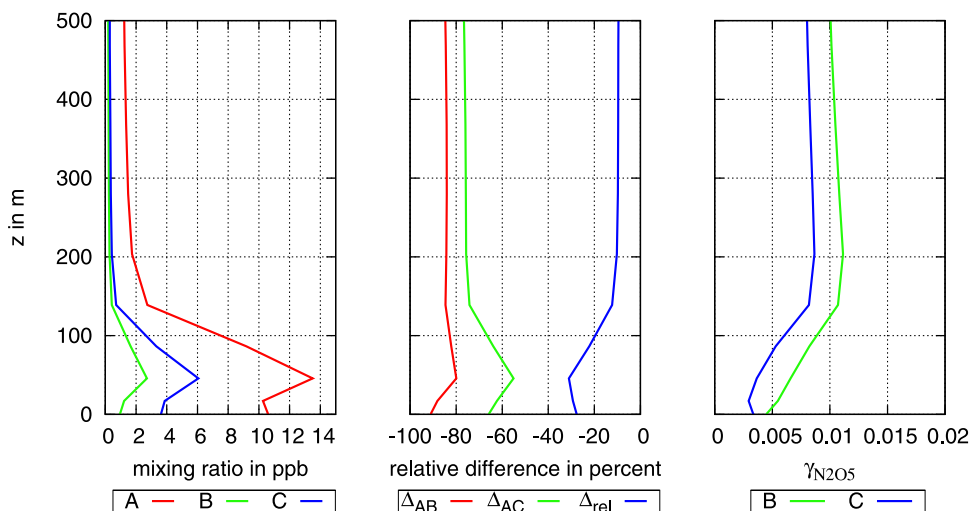 500
400
300
200
100
0
z in m
0 2 4 6 8 10 12 14
-100 -80 -60 -40 -20 0
0 0.005 0.01 0.015 0.02
mixing ratio in ppb
relative difference in percent
γN2O5
A B C
ΔAB ΔAC Δrel
B C